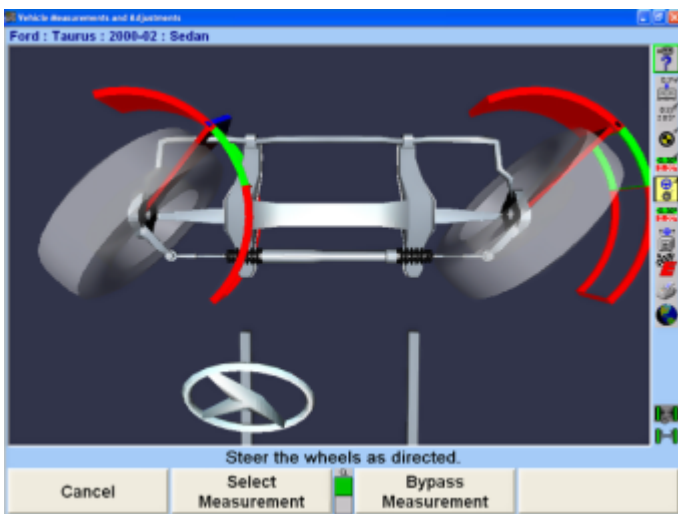 Vehicle Measurements and Adjustments
Ford : Taurus : 2000-02 : Sedan
Steer the wheels as directed.
Cancel
Select
Measurement
Bypass
Measurement